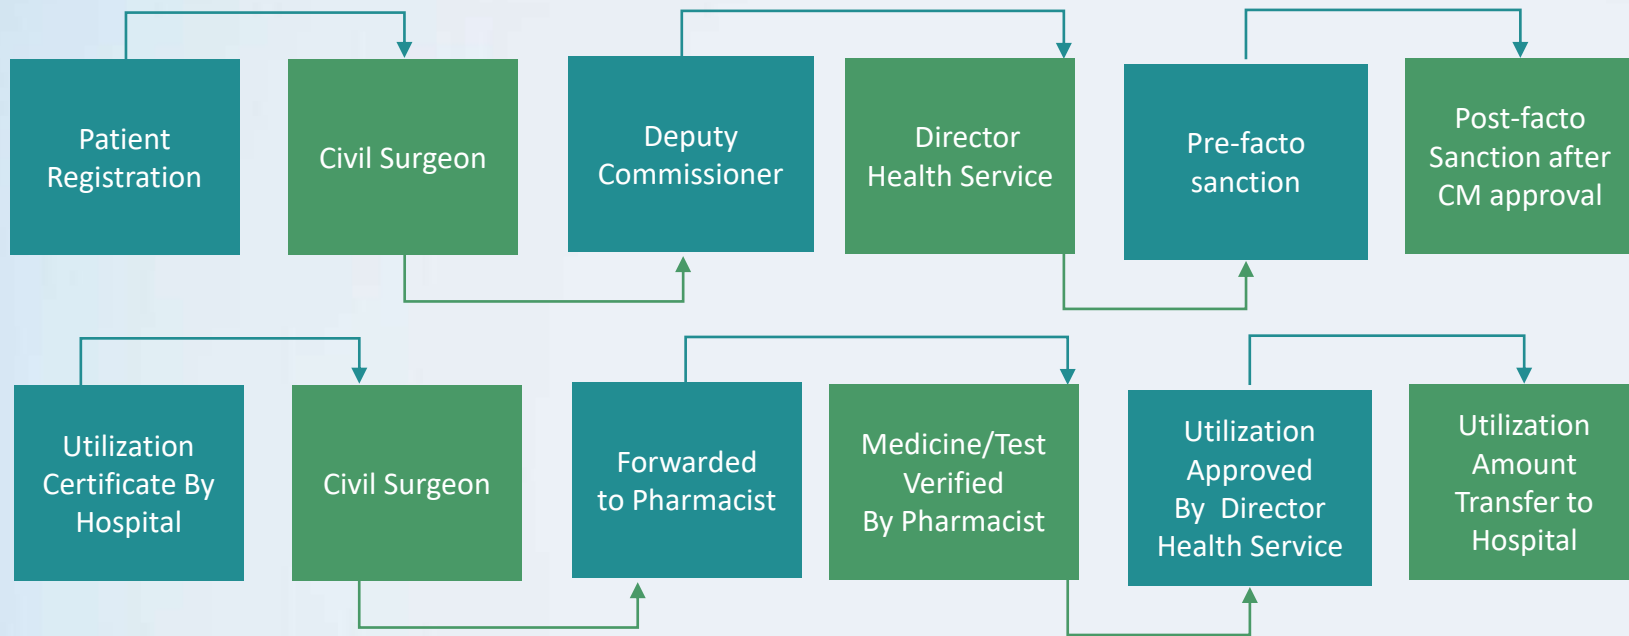 Patient
Registration
Civil Surgeon
Deputy
Commissioner
Director
Health Service
Pre-facto
sanction
Post-facto
Sanction after
CM approval
Utilization
Certificate By
Hospital
Civil Surgeon
Forwarded
to Pharmacist
Medicine/Test
Verified
By Pharmacist
Utilization
Approved
By Director
Health Service
Utilization
Amount
Transfer to
Hospital